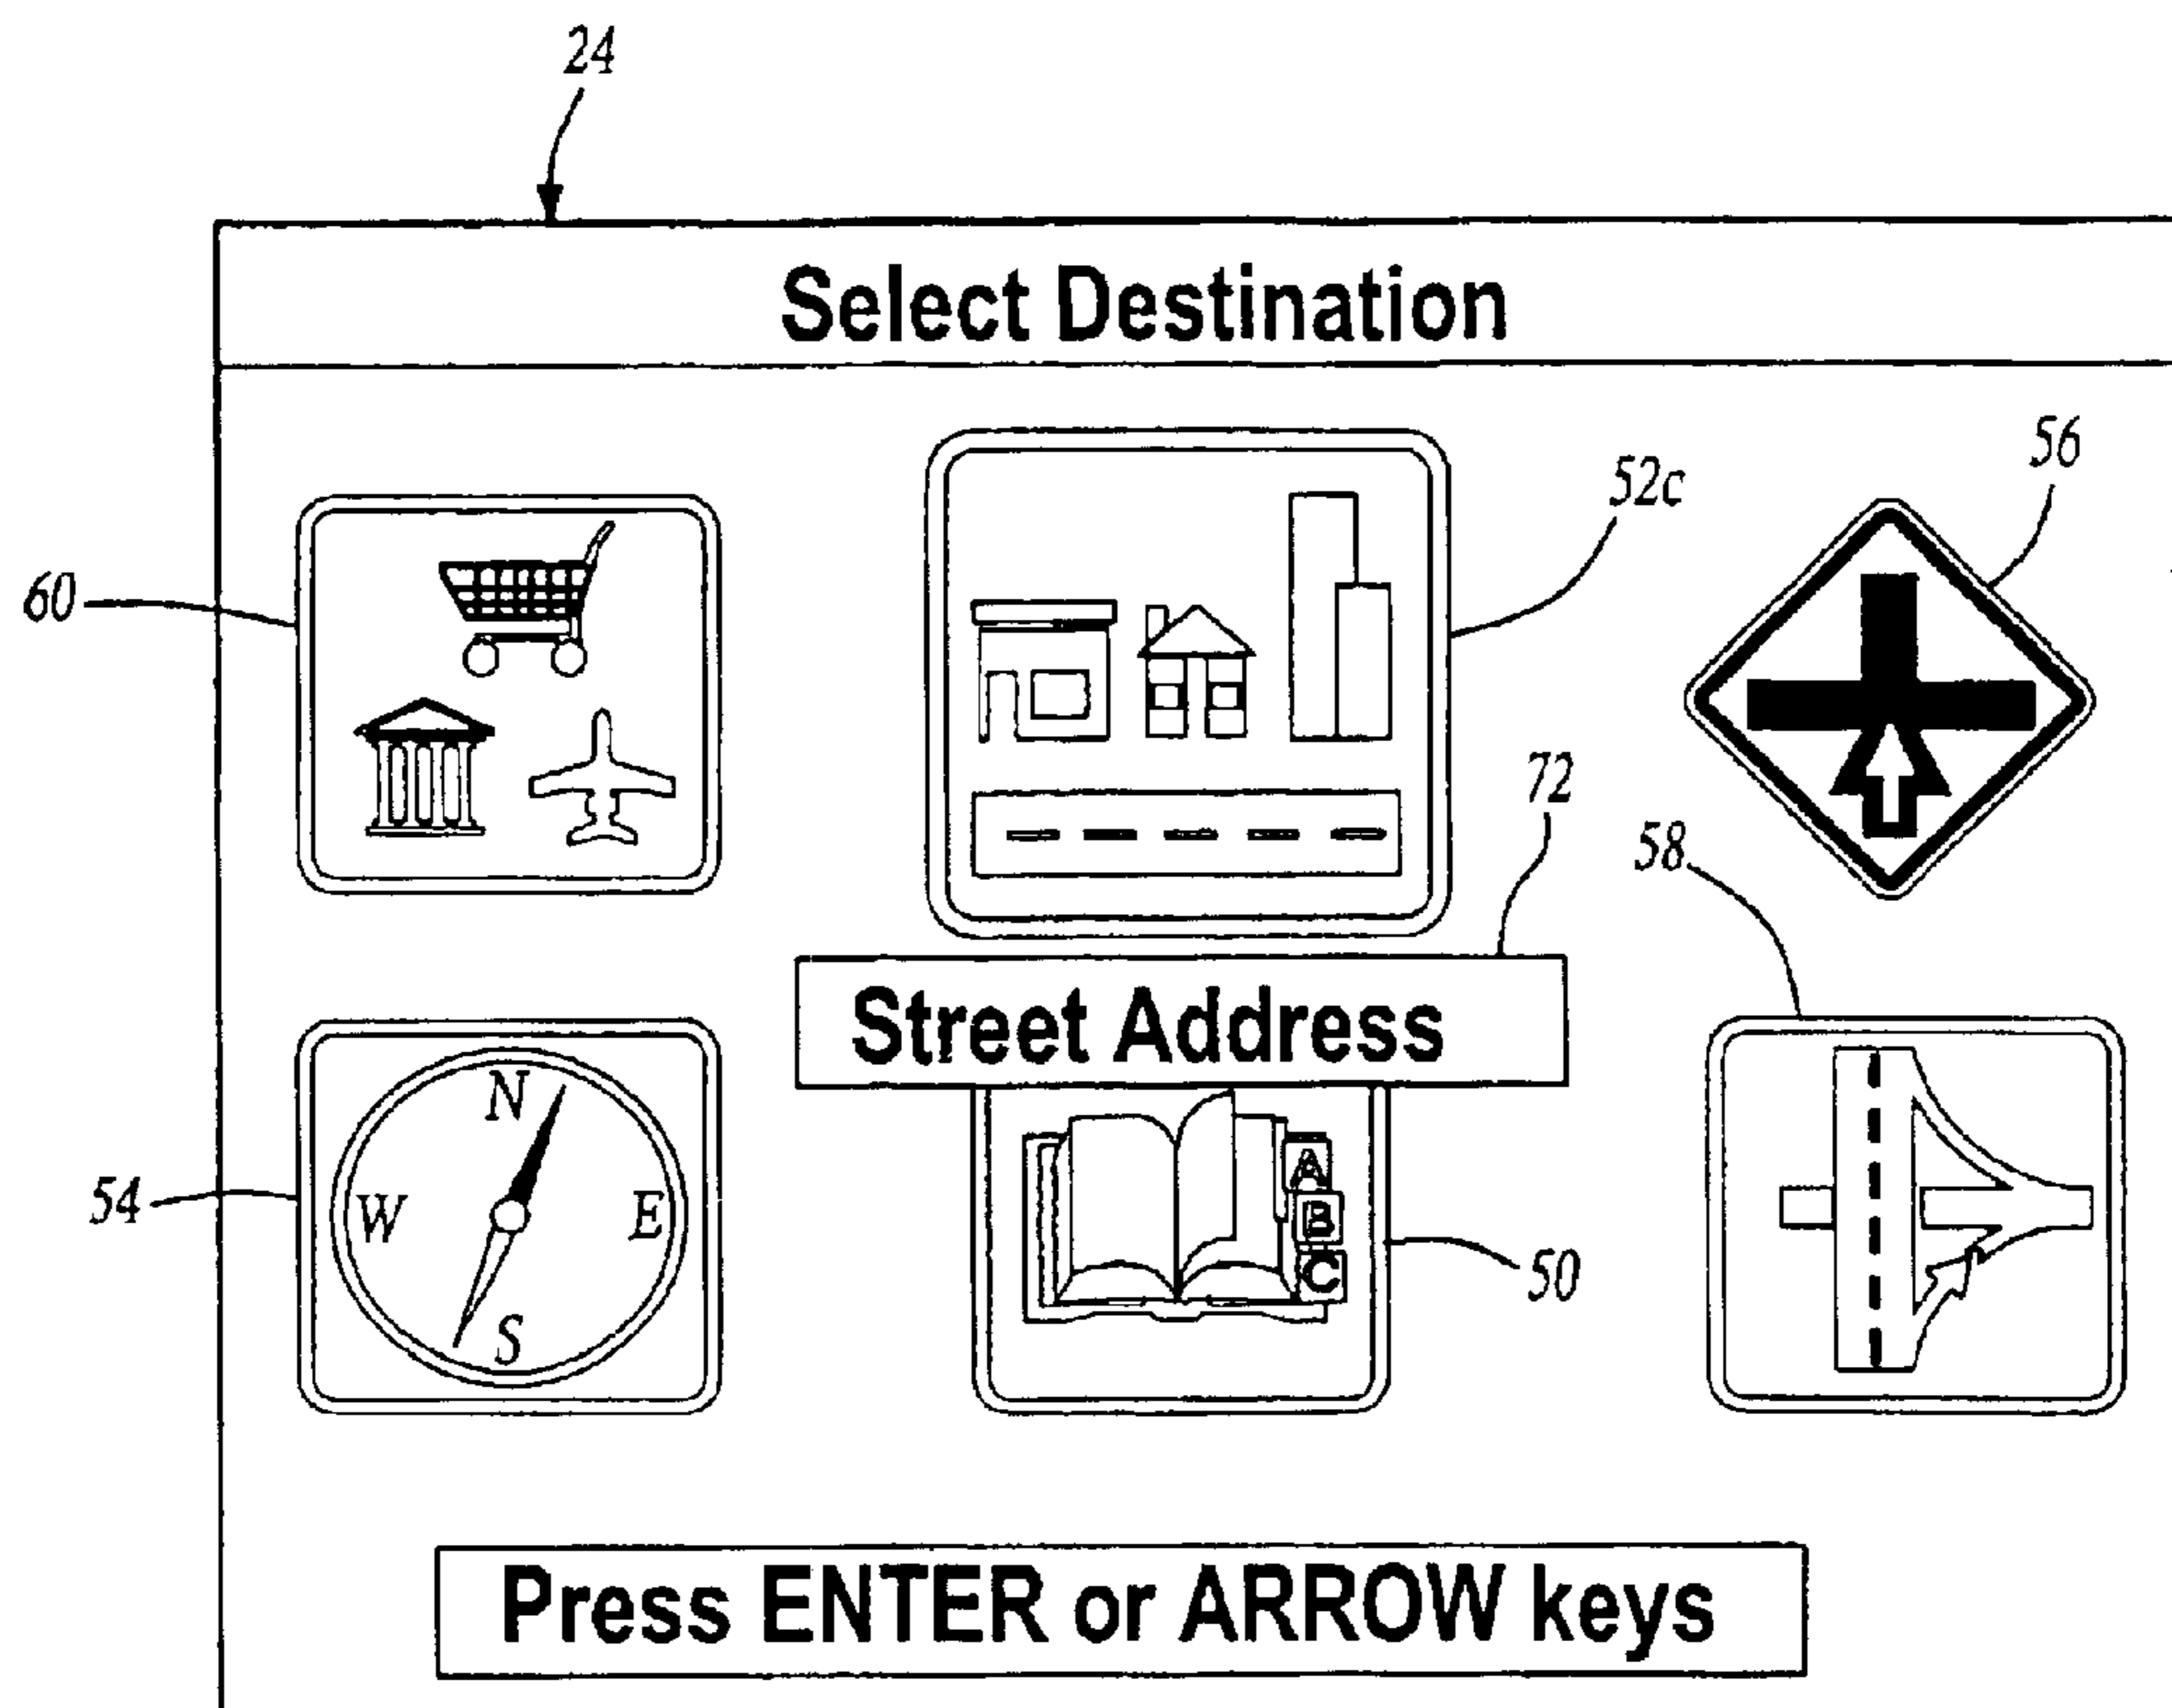 24
Select Destination
56
52c
60
72
58
Street Address
N
W E
S
54
A
B
C
50
Press ENTER or ARROW keys